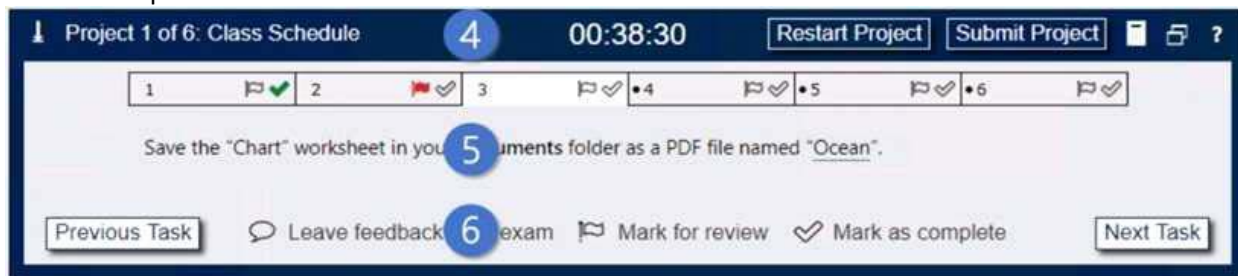 Project 1 of 6: Class Schedule 4 00:38:30 Restart Project Submit Project ?
1 2 3 •4 •5 •6
Save the "Chart" worksheet in you 5 uments folder as a PDF file named "Ocean".
Previous Task Leave feedback 6 exam Mark for review Mark as complete Next Task